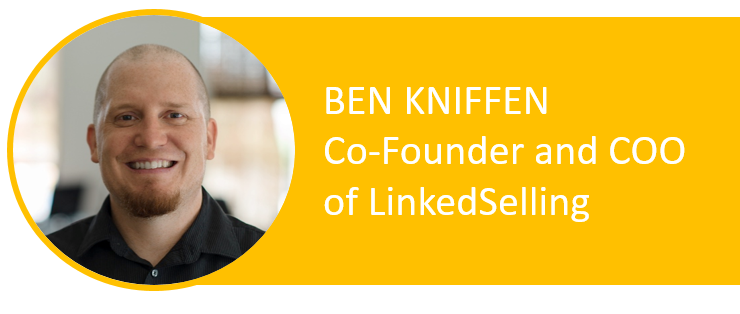 BEN KNIFFEN
Co-Founder and COO
of LinkedSelling